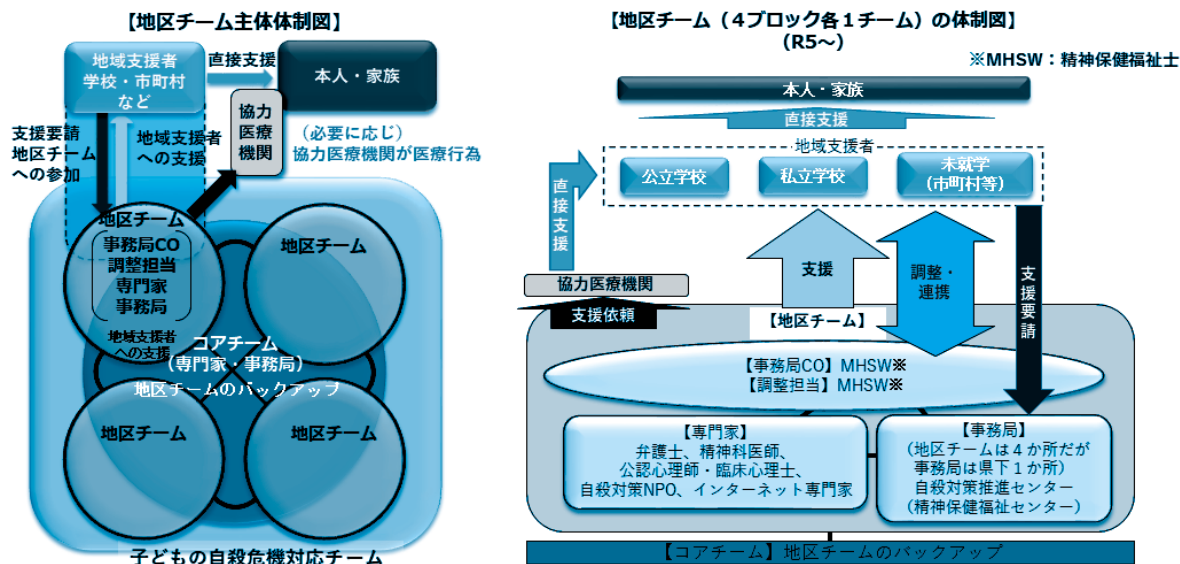 【地区チーム主体体制図】
地域支援者
学校・市町村
など
直接支援
本人・家族
協力
医療
機関
支援要請
地区チーム
への参加
地域支援者
への支援
（必要に応じ）
協力医療機関が医療行為
地区チーム
事務局CO
調整担当
専門家
事務局
地域支援者
への支援
地区チーム
コアチーム
（専門家・事務局）
地区チームのバックアップ
地区チーム
地区チーム
子どもの自殺危機対応チーム
【地区チーム（４ブロック各１チーム）の体制図】
（R5～）
※MHSW：精神保健福祉士
本人・家族
直接支援
地域支援者
公立学校
私立学校
未就学
（市町村等）
直接支援
協力医療機関
支援依頼
支援
調整・
連携
支援要請
【地区チーム】
【事務局CO】MHSW※
【調整担当】MHSW※
【専門家】
弁護士、精神科医師、
公認心理師・臨床心理士、
自殺対策NPO、インターネット専門家
【事務局】
（地区チームは４か所だが
事務局は県下１か所）
自殺対策推進センター
（精神保健福祉センター）
【コアチーム】地区チームのバックアップ